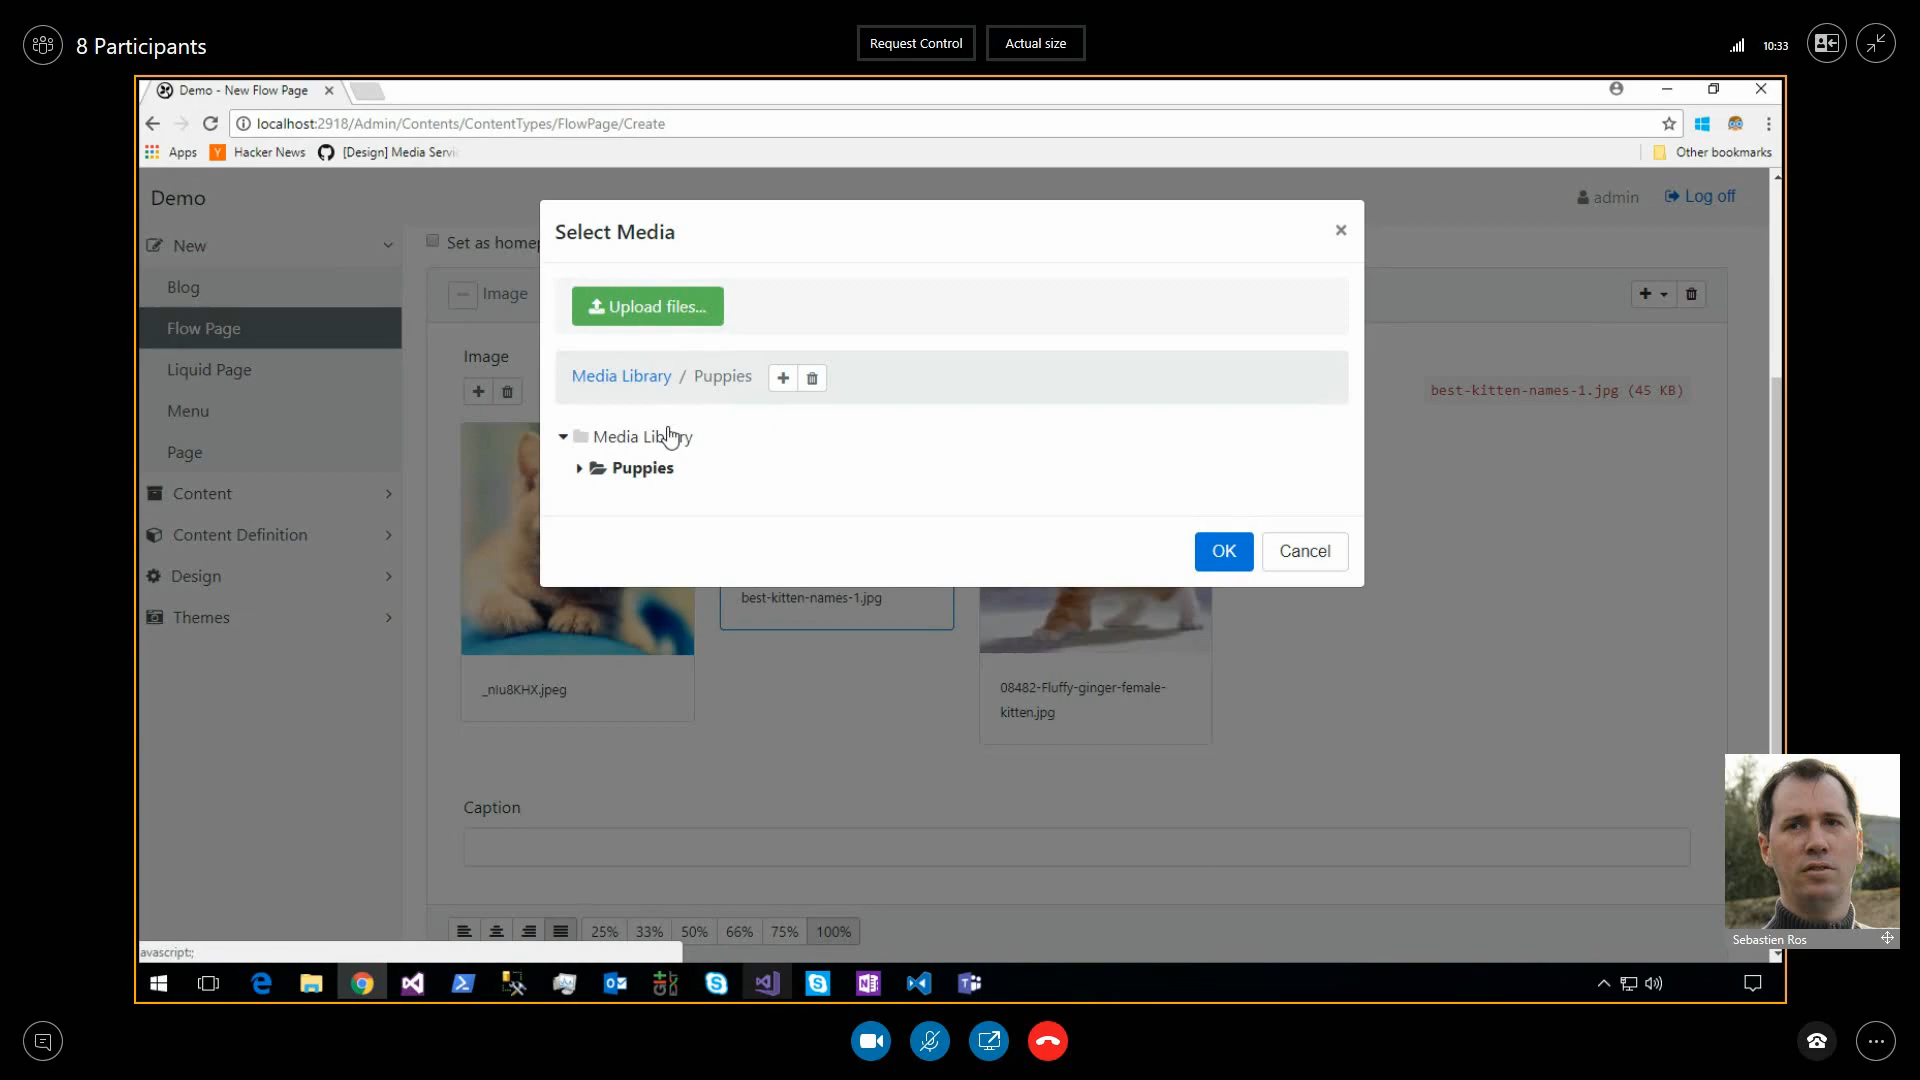 8 Participants
Request Control
Actual size
10:33
Demo - New Flow Page
localhost:2918/Admin/Contents/ContentTypes/FlowPage/Create
Apps
Hacker News
[Design] Media Servi
Other bookmarks
Demo
admin
Log off
New
Blog
Flow Page
Liquid Page
Menu
Page
Content
Content Definition
Design
Themes
Set as homep
Image
Image
best-kitten-names-1.jpg (45 KB)
Select Media
×
Upload files...
Media Library / Puppies
Media Library
Puppies
OK
Cancel
_nIu8KHX.jpeg
best-kitten-names-1.jpg
08482-Fluffy-ginger-female-
kitten.jpg
Caption
25% 33% 50% 66% 75% 100%
avascript:;
Sebastien Ros